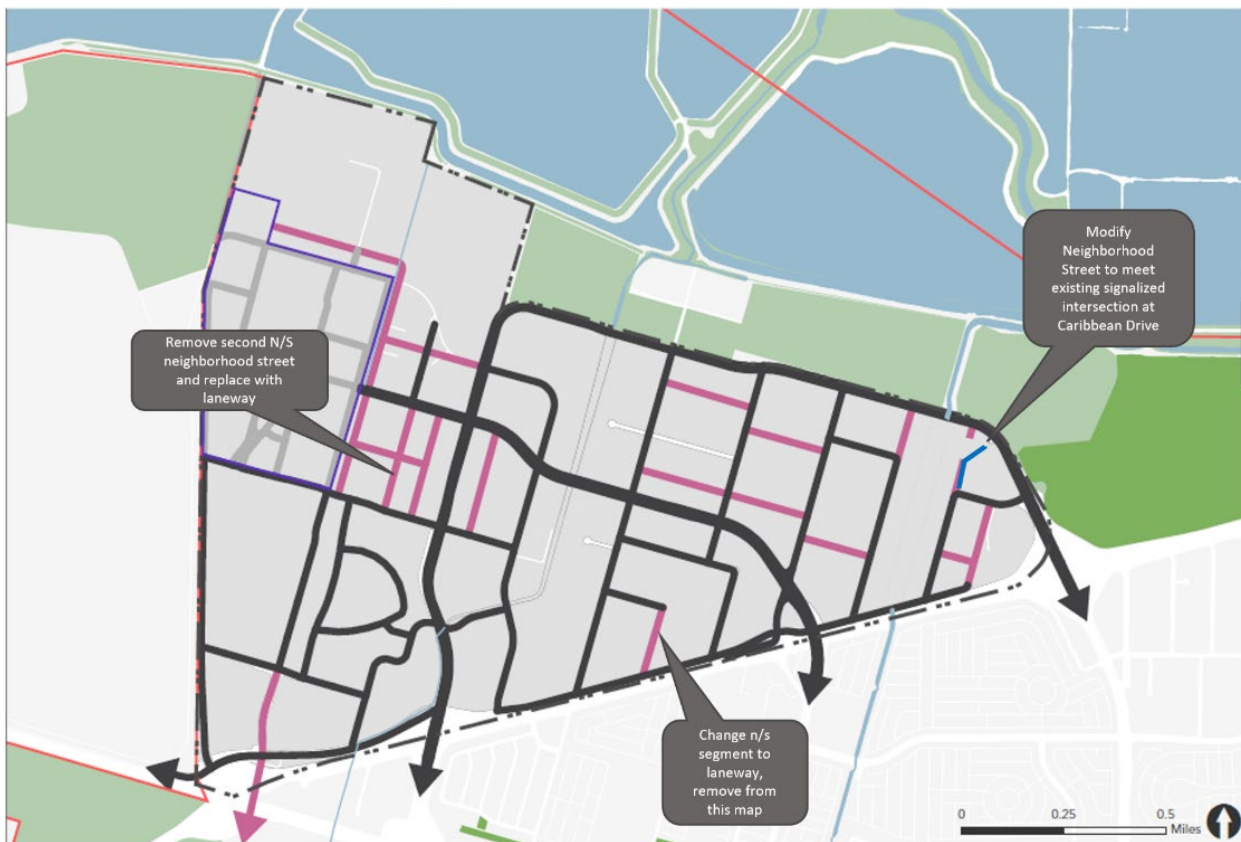 Modify
Neighborhood
Street to meet
existing signalized
intersection at
Caribbean Drive
Remove second N/S
neighborhood street
and replace with
laneway
Change n/s
segment to
laneway,
remove from
this map
0 0.25 0.5
Miles